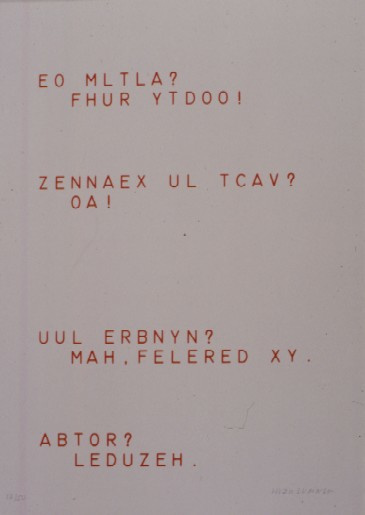 EO MLTLA?
FHUR YTDOO!
ZENNAEX UL TCAV?
OA!
UUL ERBNYN?
MAH, FELERED XY.
ABTOR?
LEDUZEH.